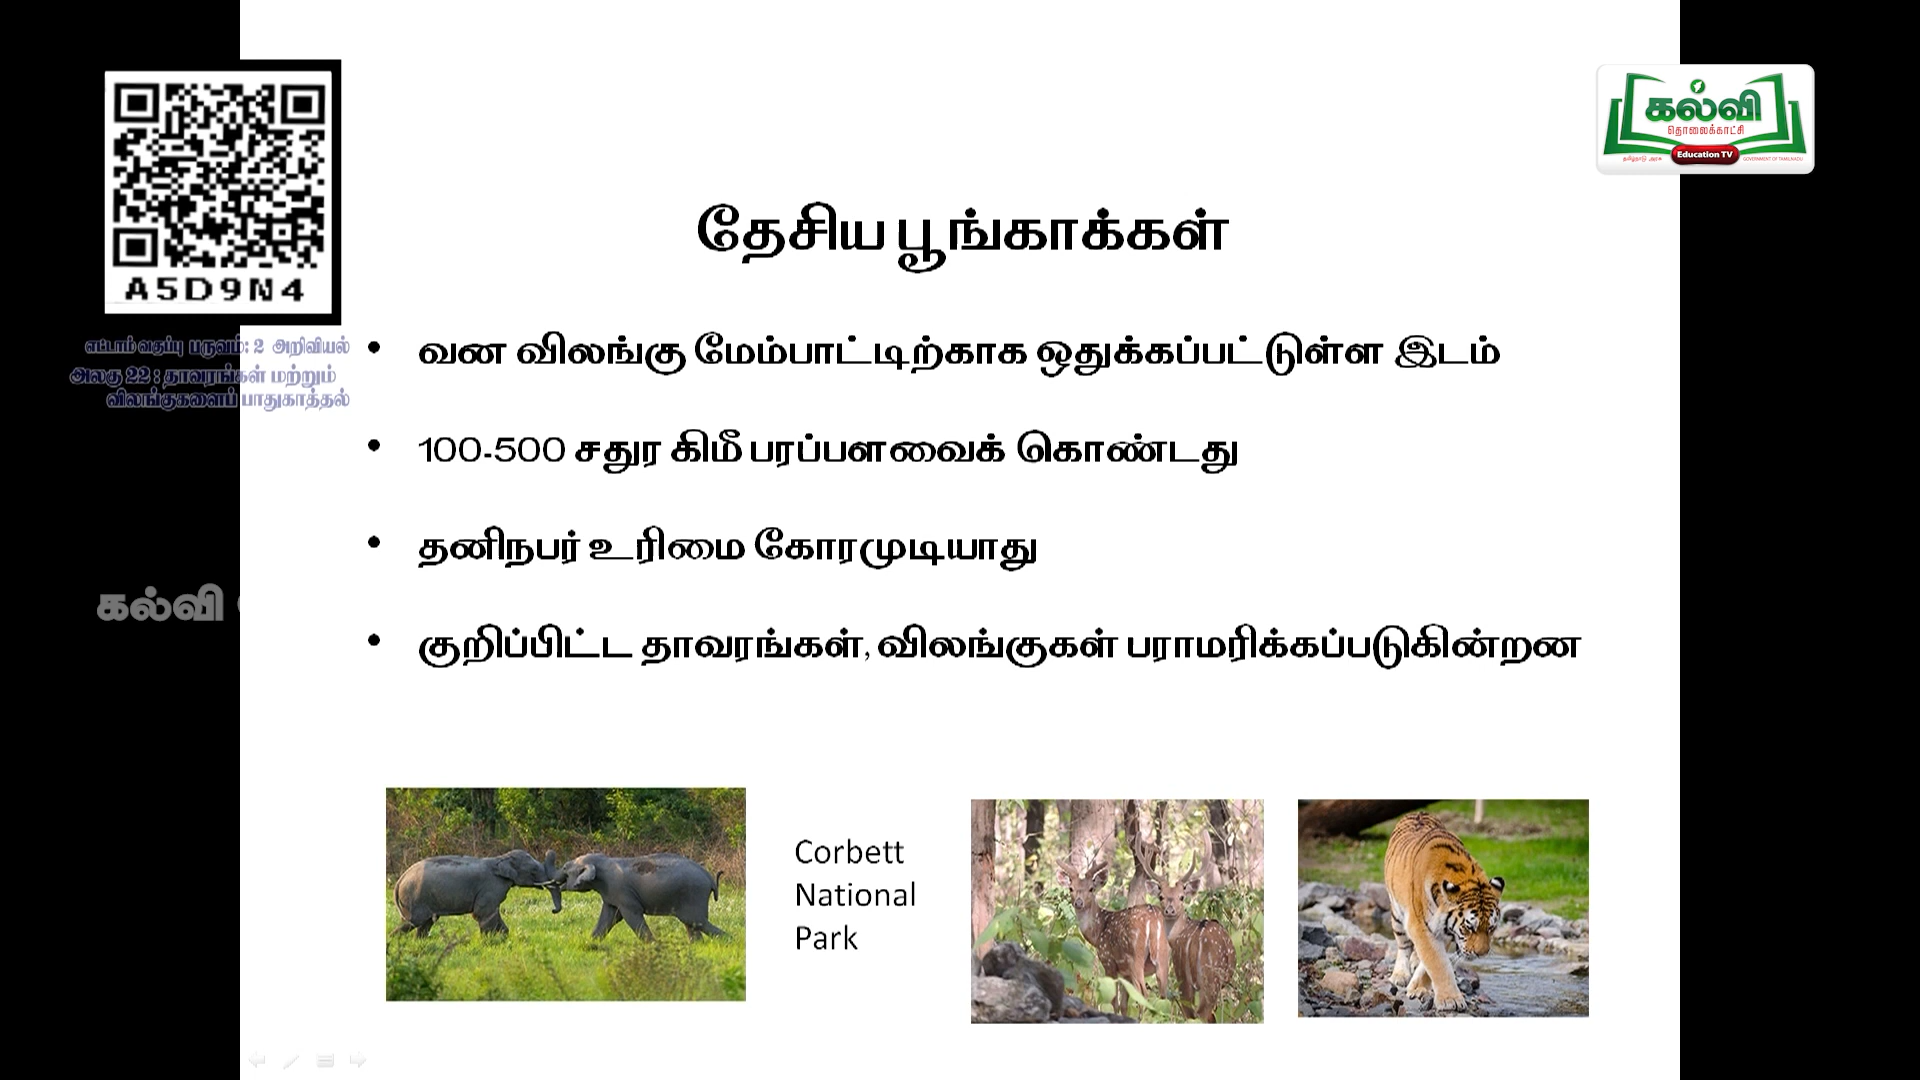 கல்வி
தொலைக்காட்சி
Education TV
தமிழ்நாடு அரசு
GOVERNMENT OF TAMILNADU
A5D9N4
எட்டாம் வகுப்பு பருவம்: 2 அறிவியல்
அலகு 22 : தாவரங்கள் மற்றும்
விலங்குகளைப் பாதுகாத்தல்
தேசிய பூங்காக்கள்
• வன விலங்கு மேம்பாட்டிற்காக ஒதுக்கப்பட்டுள்ள இடம்
• 100-500 சதுர கிமீ பரப்பளவைக் கொண்டது
• தனிநபர் உரிமை கோரமுடியாது
கல்வி
• குறிப்பிட்ட தாவரங்கள், விலங்குகள் பராமரிக்கப்படுகின்றன
Corbett
National
Park